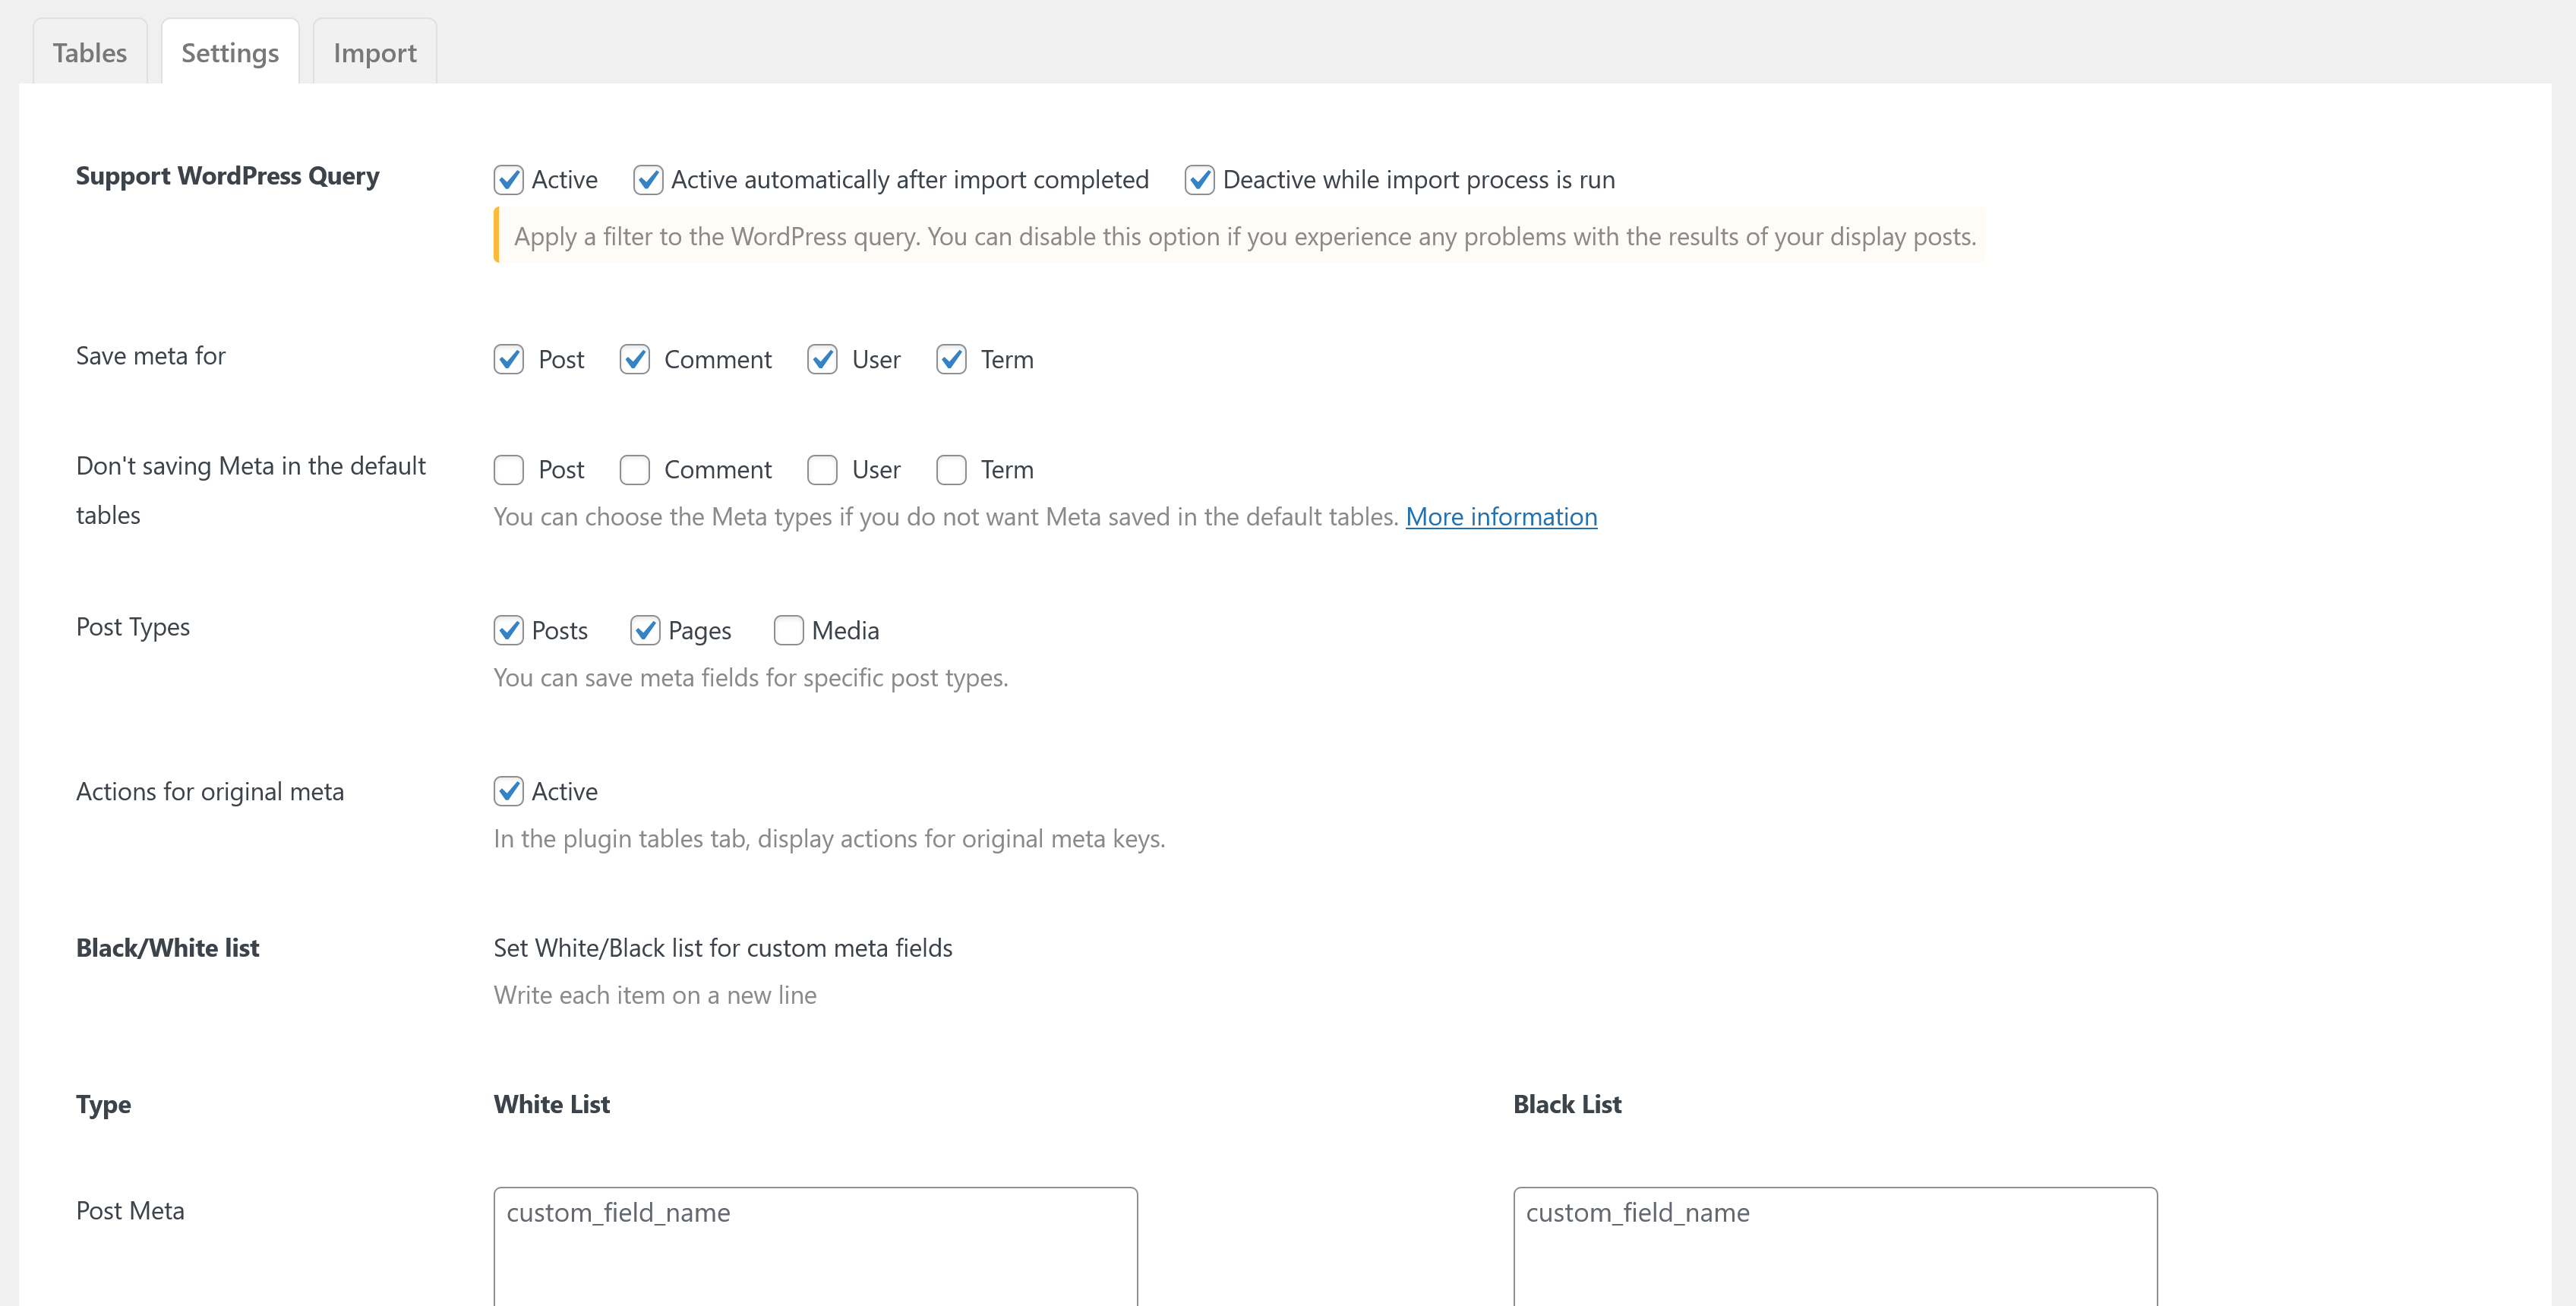 Tables Settings Import
Support WordPress Query Active Active automatically after import completed Deactive while import process is run
Apply a filter to the WordPress query. You can disable this option if you experience any problems with the results of your display posts.
Save meta for Post Comment User Term
Don't saving Meta in the default tables Post Comment User Term
You can choose the Meta types if you do not want Meta saved in the default tables. More information
Post Types Posts Pages Media
You can save meta fields for specific post types.
Actions for original meta Active
In the plugin tables tab, display actions for original meta keys.
Black/White list Set White/Black list for custom meta fields
Write each item on a new line
Type White List Black List
Post Meta custom_field_name custom_field_name